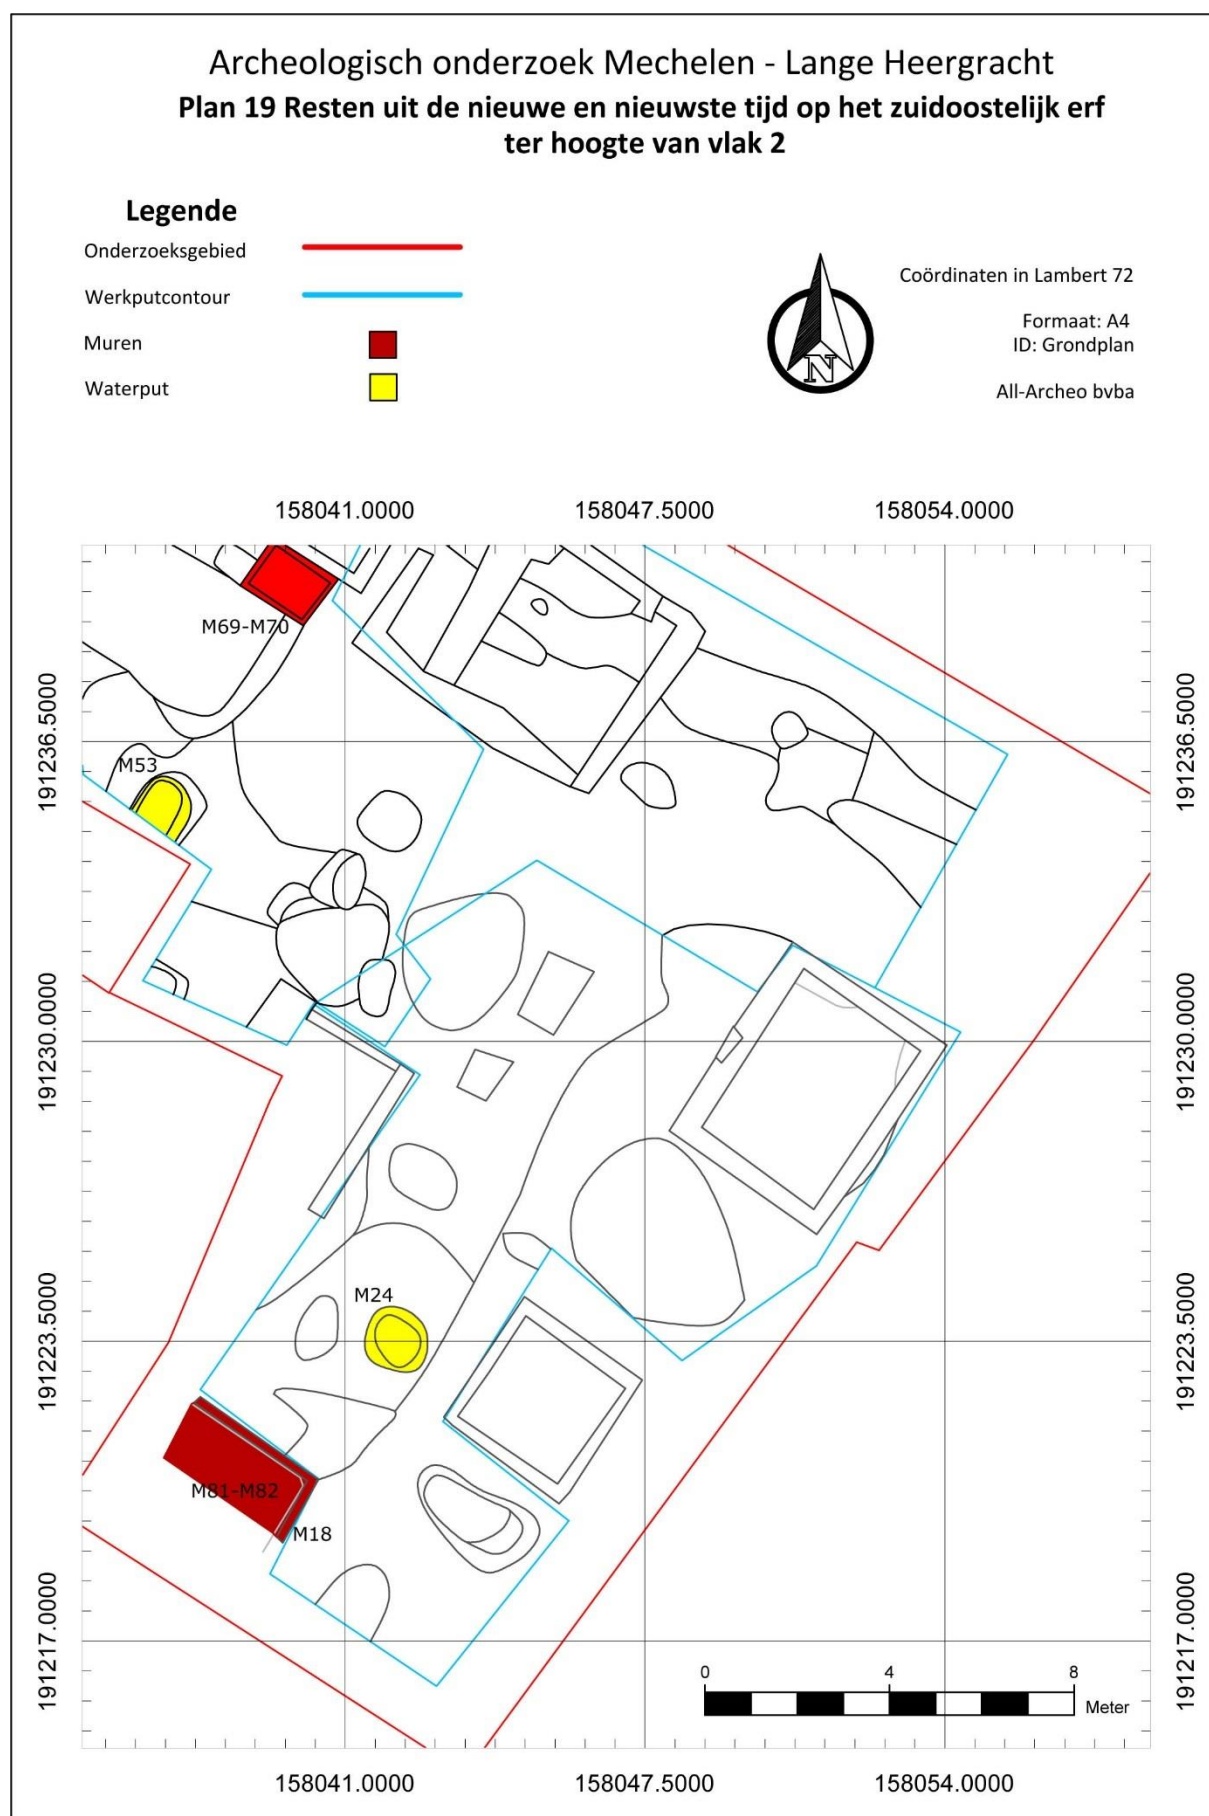 Archeologisch onderzoek Mechelen - Lange Heergracht
Plan 19 Resten uit de nieuwe en nieuwste tijd op het zuidoostelijk erf
ter hoogte van vlak 2
Legende
Onderzoeksgebied
Werkputcontour
Muren
Waterput
N
Coördinaten in Lambert 72
Formaat: A4
ID: Grondplan
All-Archeo bvba
158041.0000 158047.5000 158054.0000
191236.5000
191230.0000
191223.5000
191217.0000
M69-M70
M53
M24
M81-M82
M18
191236.5000
191230.0000
191223.5000
191217.0000
0 4 8
Meter
158041.0000 158047.5000 158054.0000